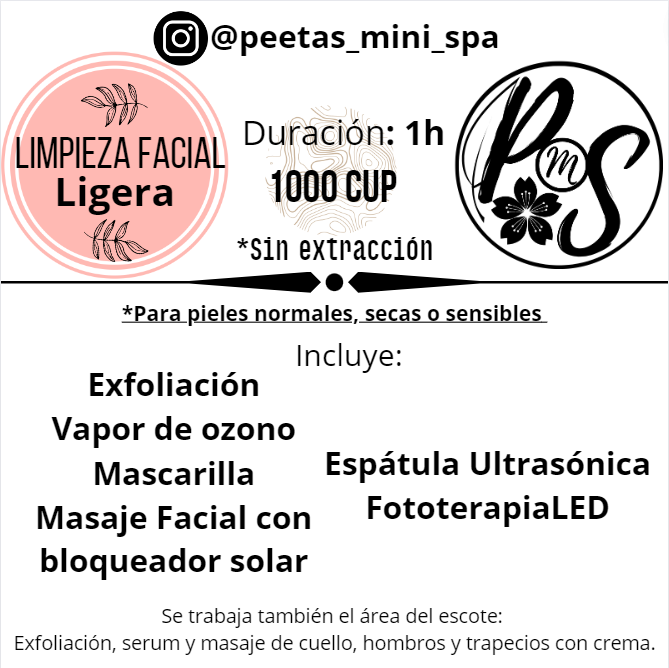 @peetas_mini_spa
LIMPIEZA FACIAL
Ligera
Duración: 1h
1000 CUP
*Sin extracción
PmS
*Para pieles normales, secas o sensibles
Incluye:
Exfoliación
Vapor de ozono
Mascarilla
Masaje Facial con
bloqueador solar
Espátula Ultrasónica
FototerapiaLED
Se trabaja también el área del escote:
Exfoliación, serum y masaje de cuello, hombros y trapecios con crema.